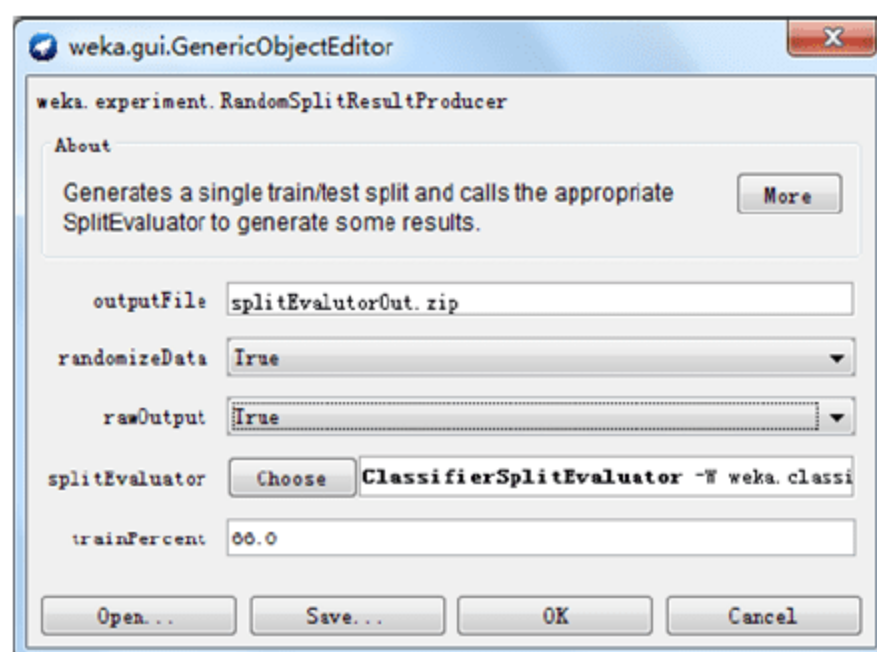 weka.gui.GenericObjectEditor
weka.experiment.RandomSplitResultProducer
About
Generates a single train/test split and calls the appropriate
SplitEvaluator to generate some results.
More
outputFile splitEvalutorOut.zip
randomizeData True
rawOutput True
splitEvaluator Choose ClassifierSplitEvaluator -W weka.classi
trainPercent 66.0
Open... Save... OK Cancel